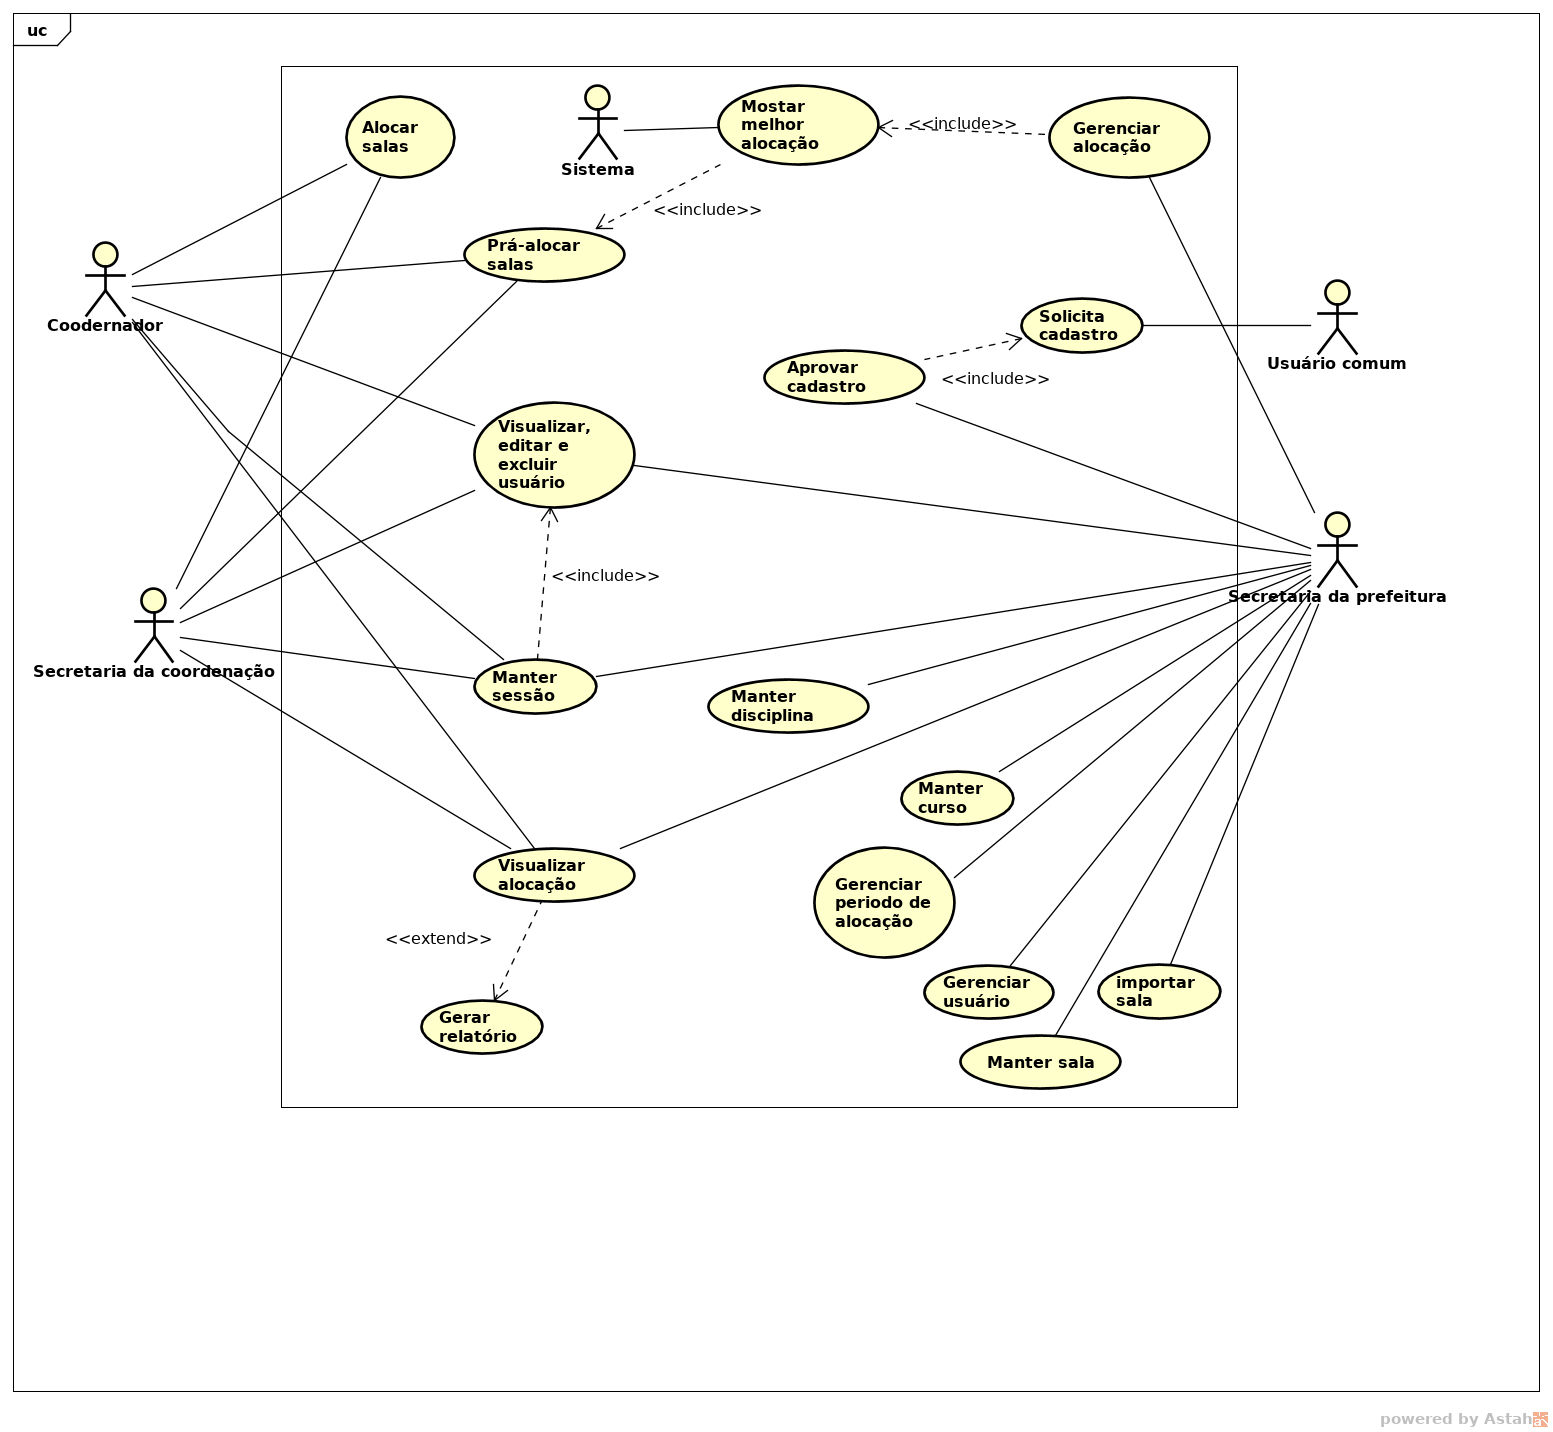 uc
Alocar
salas
Sistema
Mostar
melhor
alocação
<<include>>
Gerenciar
alocação
<<include>>
Prá-alocar
salas
Coodernador
Solicita
cadastro
Usuário comum
Aprovar
cadastro
<<include>>
Visualizar,
editar e
excluir
usuário
<<include>>
Secretaria da prefeitura
Secretaria da coordenação
Manter
sessão
Manter
disciplina
Manter
curso
Visualizar
alocação
Gerenciar
periodo de
alocação
<<extend>>
Gerenciar
usuário
importar
sala
Gerar
relatório
Manter sala
powered by Astah